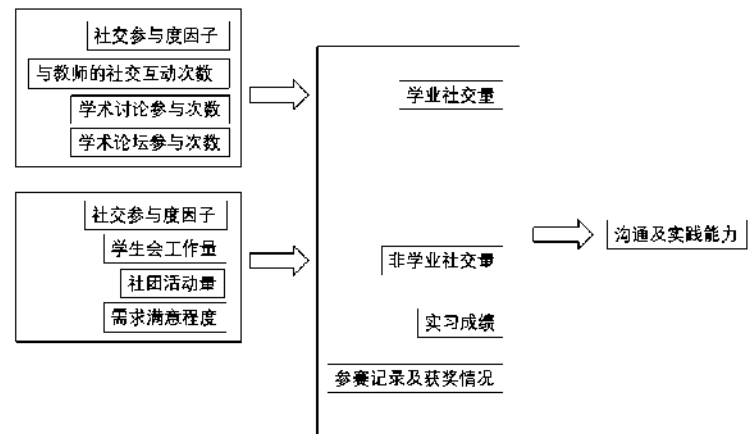 社交参与度因子
与教师的社交互动次数
学术讨论参与次数
学术论坛参与次数
社交参与度因子
学生会工作量
社团活动量
需求满意程度
学业社交量
非学业社交量
实习成绩
参赛记录及获奖情况
沟通及实践能力